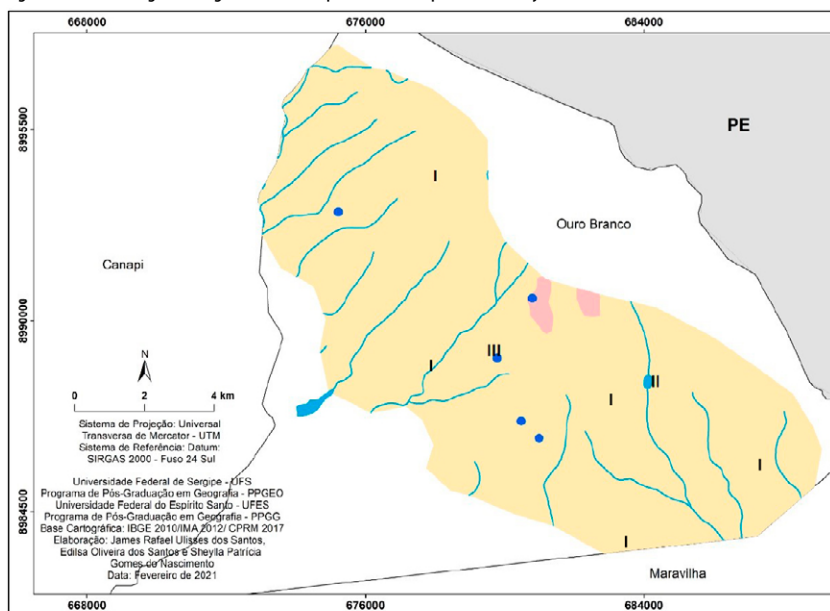 668000 676000 684000
8995500
8995500
PE
I
Ouro Branco
Canapi
8990000
8990000
III
I
II
I
N
0 2 4 km
I
Sistema de Projeção: Universal
Transversa de Mercator - UTM
Sistema de Referência: Datum:
SIRGAS 2000 - Fuso 24 Sul
Universidade Federal de Sergipe - UFS
Programa de Pós-Graduação em Geografia - PPGEO
Universidade Federal do Espírito Santo - UFES
Programa de Pós-Graduação em Geografia - PPGG
Base Cartográfica: IBGE 2010/IMA 2012/ CPRM 2017
Elaboração: James Rafael Ulisses dos Santos,
Edilsa Oliveira dos Santos e Sheylla Patrícia
Gomes do Nascimento
Data: Fevereiro de 2021
8984500
8984500
I
Maravilha
668000 676000 684000